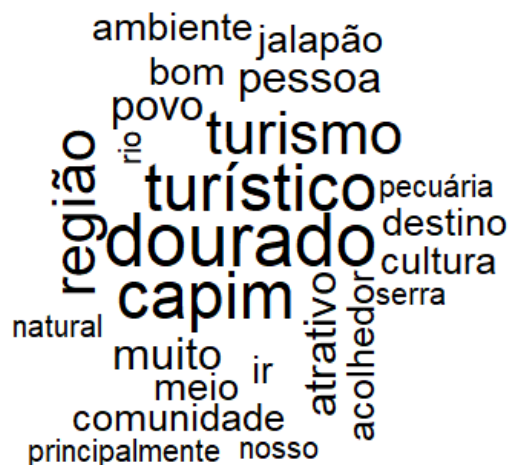 ambiente
jalapão
bom
pessoa
povo
rio
turismo
região
turístico
pecuária
dourado
destino
cultura
capim
serra
natural
atrativo
acolhedor
muito
ir
meio
comunidade
principalmente
nosso